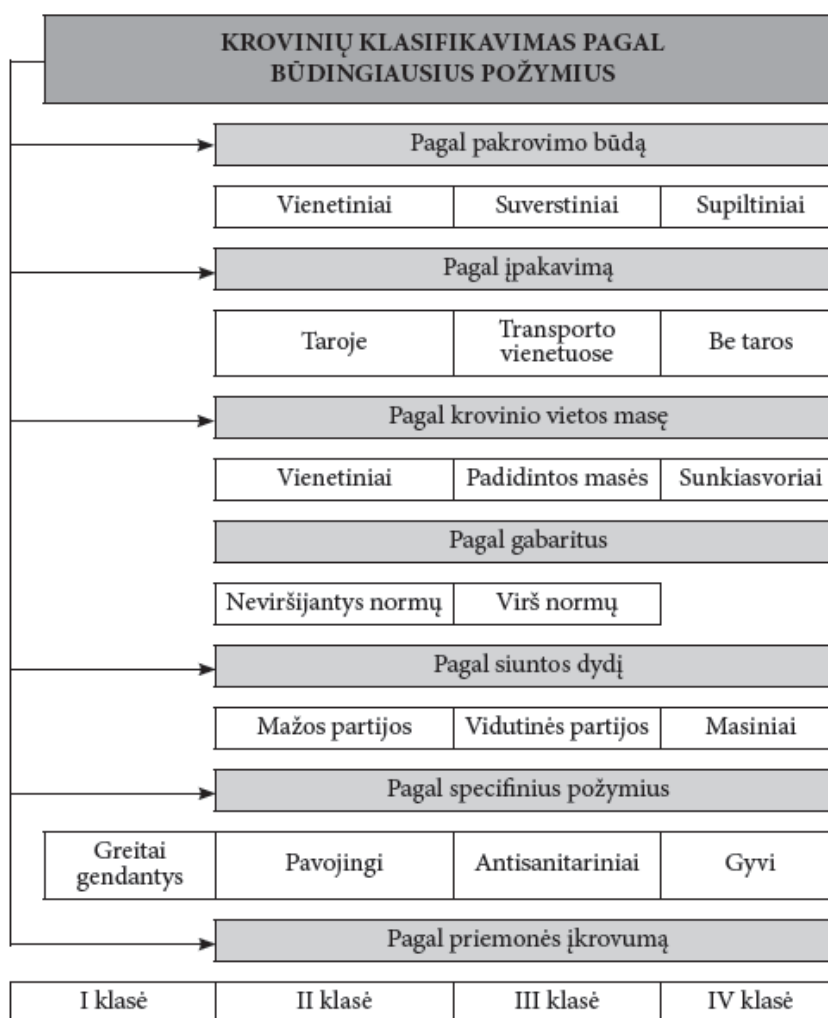 KROVINIŲ KLASIFIKAVIMAS PAGAL
BŪDINGIAUSIUS POŽYMIUS
Pagal pakrovimo būdą
Vienetiniai Suverstiniai Supiltiniai
Pagal įpakavimą
Taroje Transporto vienetuose Be taros
Pagal krovinio vietos masę
Vienetiniai Padidintos masės Sunkiasvoriai
Pagal gabaritus
Neviršijantys normų Virš normų
Pagal siuntos dydį
Mažos partijos Vidutinės partijos Masiniai
Pagal specifinius požymius
Greitai gendantys Pavojingi Antisanitariniai Gyvi
Pagal priemonės įkrovumą
I klasė II klasė III klasė IV klasė